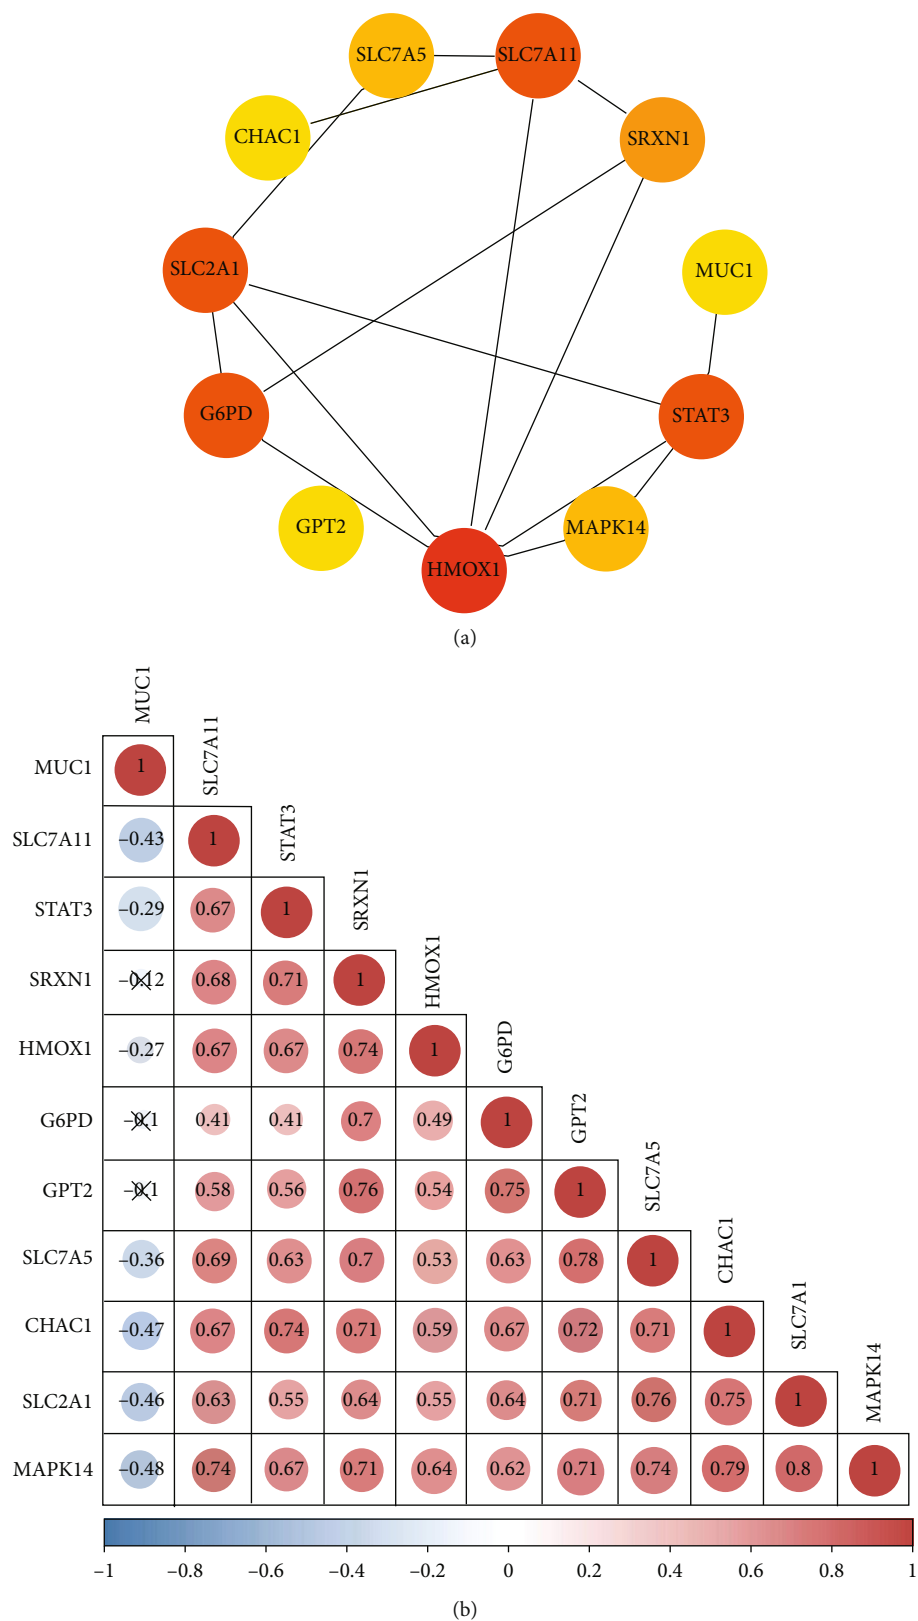 SLC7A5 SLC7A11
CHAC1 SRXN1
SLC2A1 MUC1
G6PD STAT3
GPT2 MAPK14
HMOX1
(a)
MUC1
SLC7A11
STAT3
SRXN1
HMOX1
G6PD
GPT2
SLC7A5
CHAC1
SLC7A1
MAPK14
MUC1 1
SLC7A11 –0.43 1
STAT3 –0.29 0.67 1
SRXN1 –0.12 0.68 0.71 1
HMOX1 –0.27 0.67 0.67 0.74 1
G6PD –0.1 0.41 0.41 0.7 0.49 1
GPT2 –0.1 0.58 0.56 0.76 0.54 0.75 1
SLC7A5 –0.36 0.69 0.63 0.7 0.53 0.63 0.78 1
CHAC1 –0.47 0.67 0.74 0.71 0.59 0.67 0.72 0.71 1
SLC2A1 –0.46 0.63 0.55 0.64 0.55 0.64 0.71 0.76 0.75 1
MAPK14 –0.48 0.74 0.67 0.71 0.64 0.62 0.71 0.74 0.79 0.8 1
–1 –0.8 –0.6 –0.4 –0.2 0 0.2 0.4 0.6 0.8 1
(b)